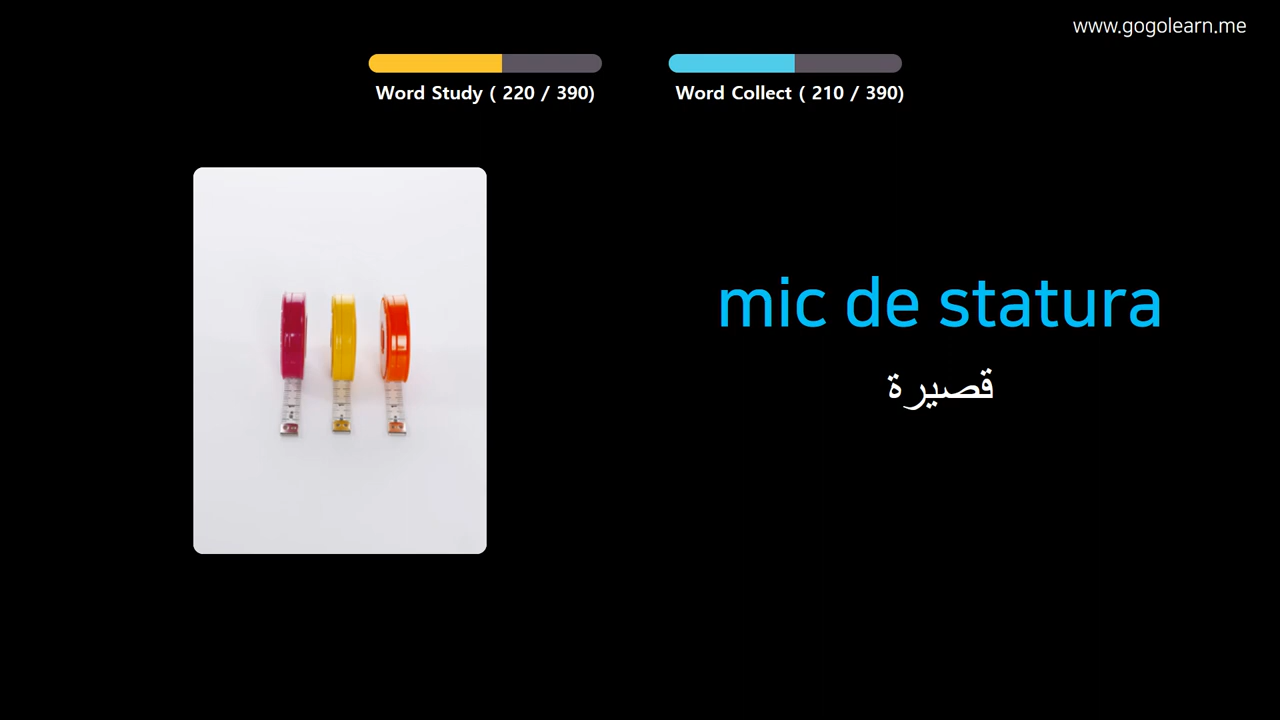 www.gogolearn.me
Word Study ( 220 / 390)
Word Collect ( 210 / 390)
mic de statura
قصيرة